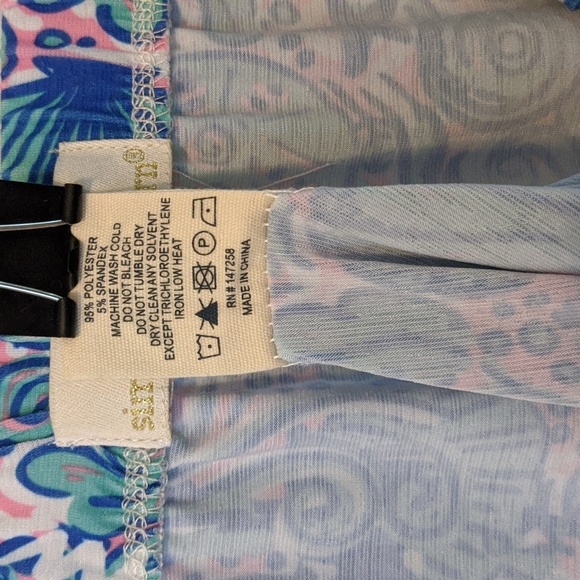 95% POLYESTER
5% SPANDEX
MACHINE WASH COLD
DO NOT BLEACH
DO NOT TUMBLE DRY
DRY CLEAN ANY SOLVENT
EXCEPT TRICHLOROETHYLENE
IRON LOW HEAT
P
RN# 147258
MADE IN CHINA